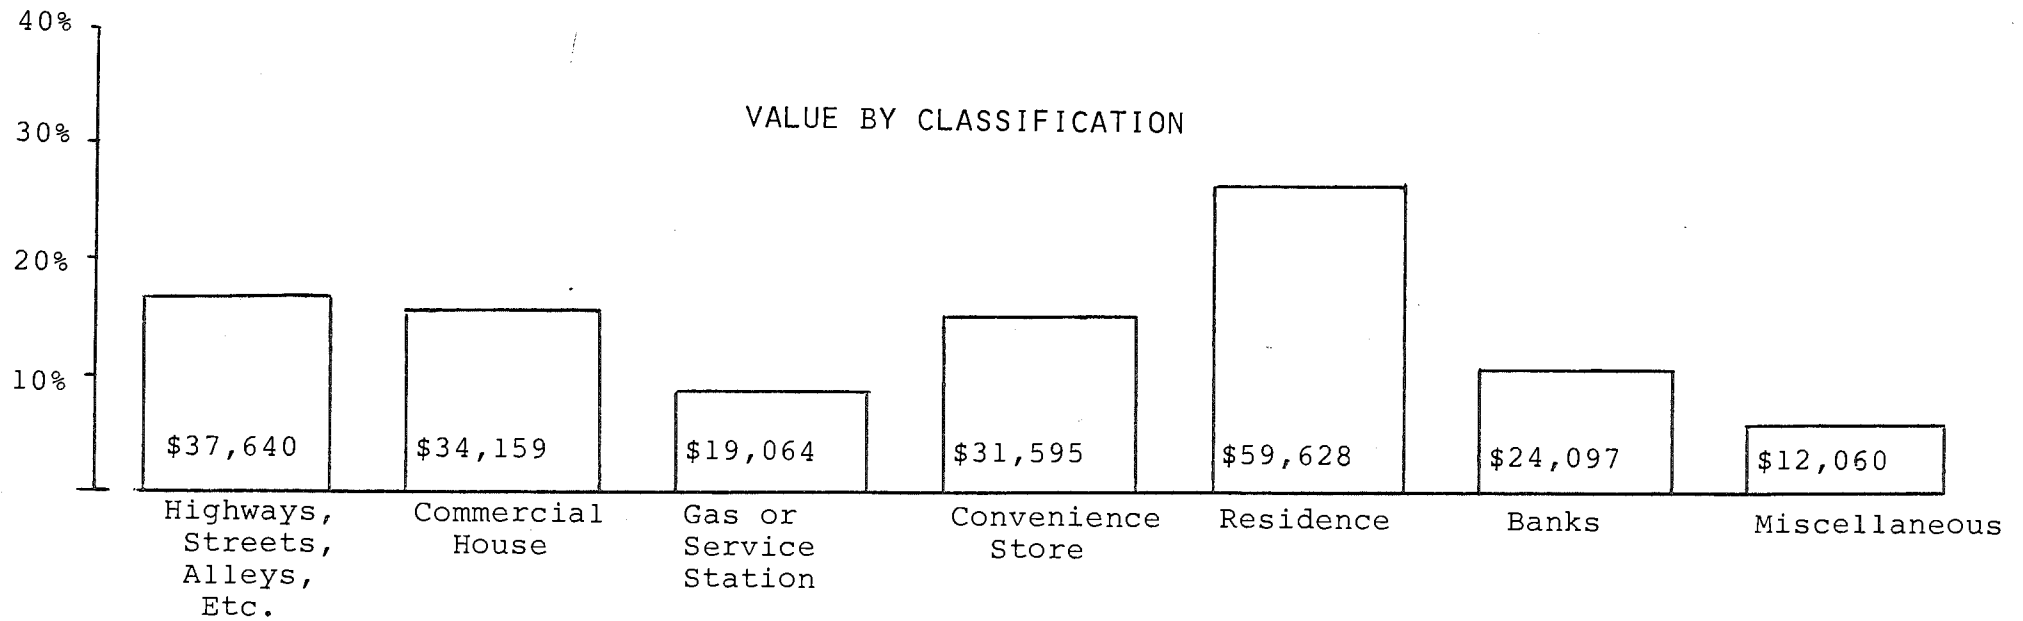 40%
VALUE BY CLASSIFICATION
30%
20%
10%
$37,640
$34,159
$19,064
$31,595
$59,628
$24,097
$12,060
Highways,
Streets,
Alleys,
Etc.
Commercial
House
Gas or
Service
Station
Convenience
Store
Residence
Banks
Miscellaneous